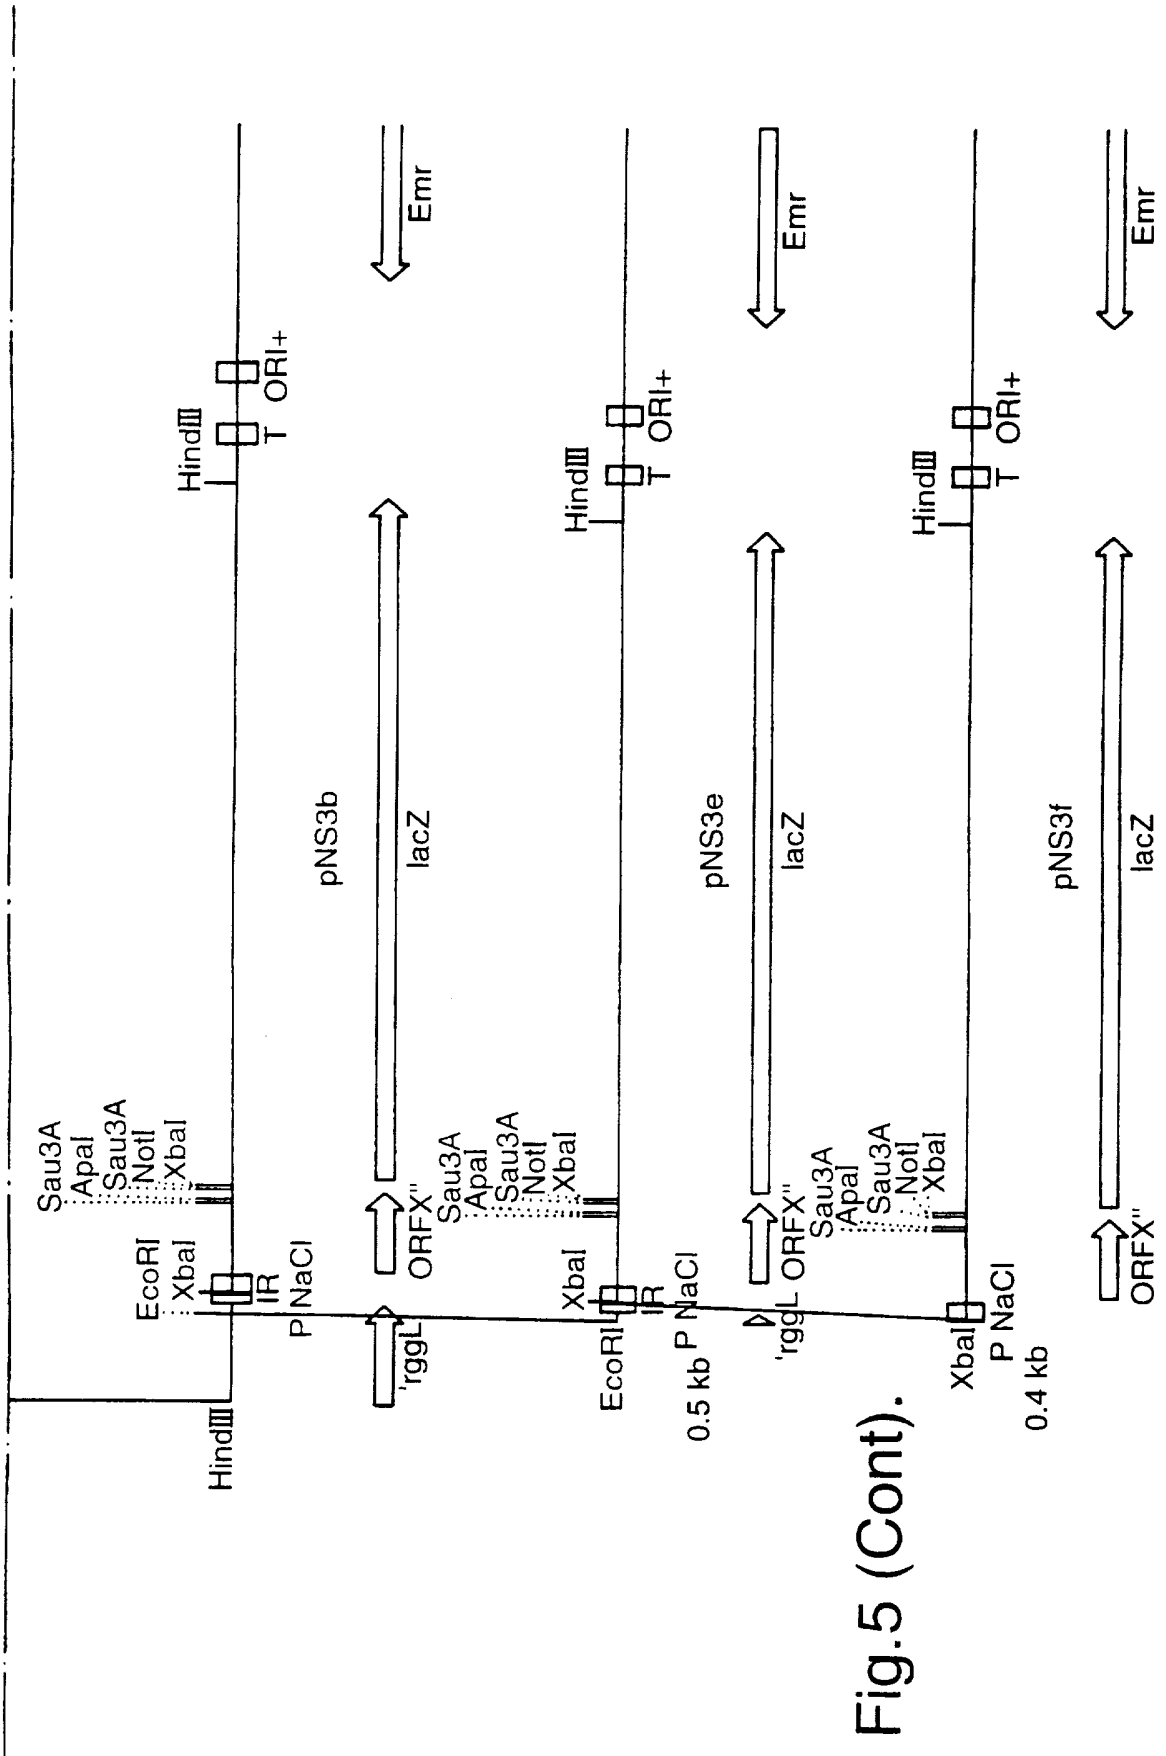 Sau3A
ApaI
Sau3A
NotI
XbaI
EcoRI
XbaI
HindIII
IR
P NaCl
HindIII
T
ORI+
pNS3b
'rggL
ORFX"
lacZ
Emr
Sau3A
ApaI
Sau3A
NotI
XbaI
XbaI
EcoRI
IR
P NaCl
0.5 kb
HindIII
T
ORI+
pNS3e
'rggL
ORFX"
lacZ
Emr
Sau3A
ApaI
Sau3A
NotI
XbaI
XbaI
P NaCl
0.4 kb
HindIII
T
ORI+
pNS3f
ORFX"
lacZ
Emr
Fig.5 (Cont).